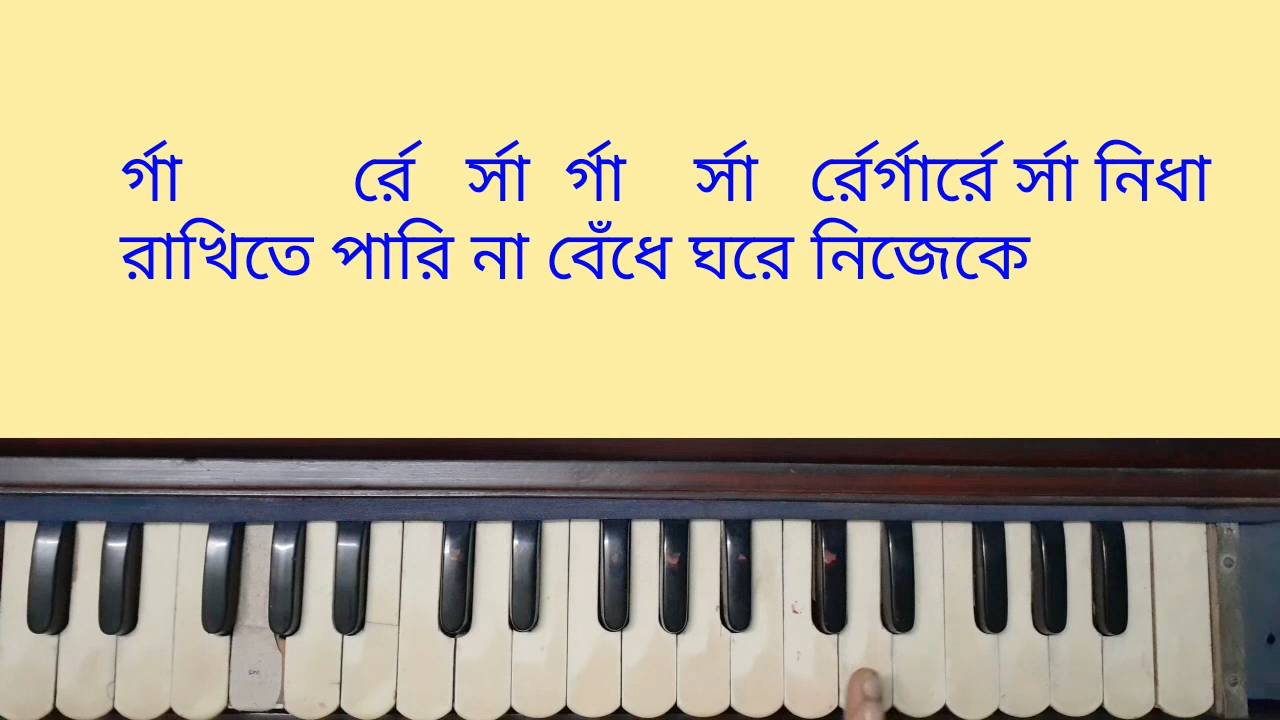 র্গা র্রে র্সা র্গা র্সা র্রের্গার্রে র্সা নিধা
রাখিতে পারি না বেঁধে ঘরে নিজেকে